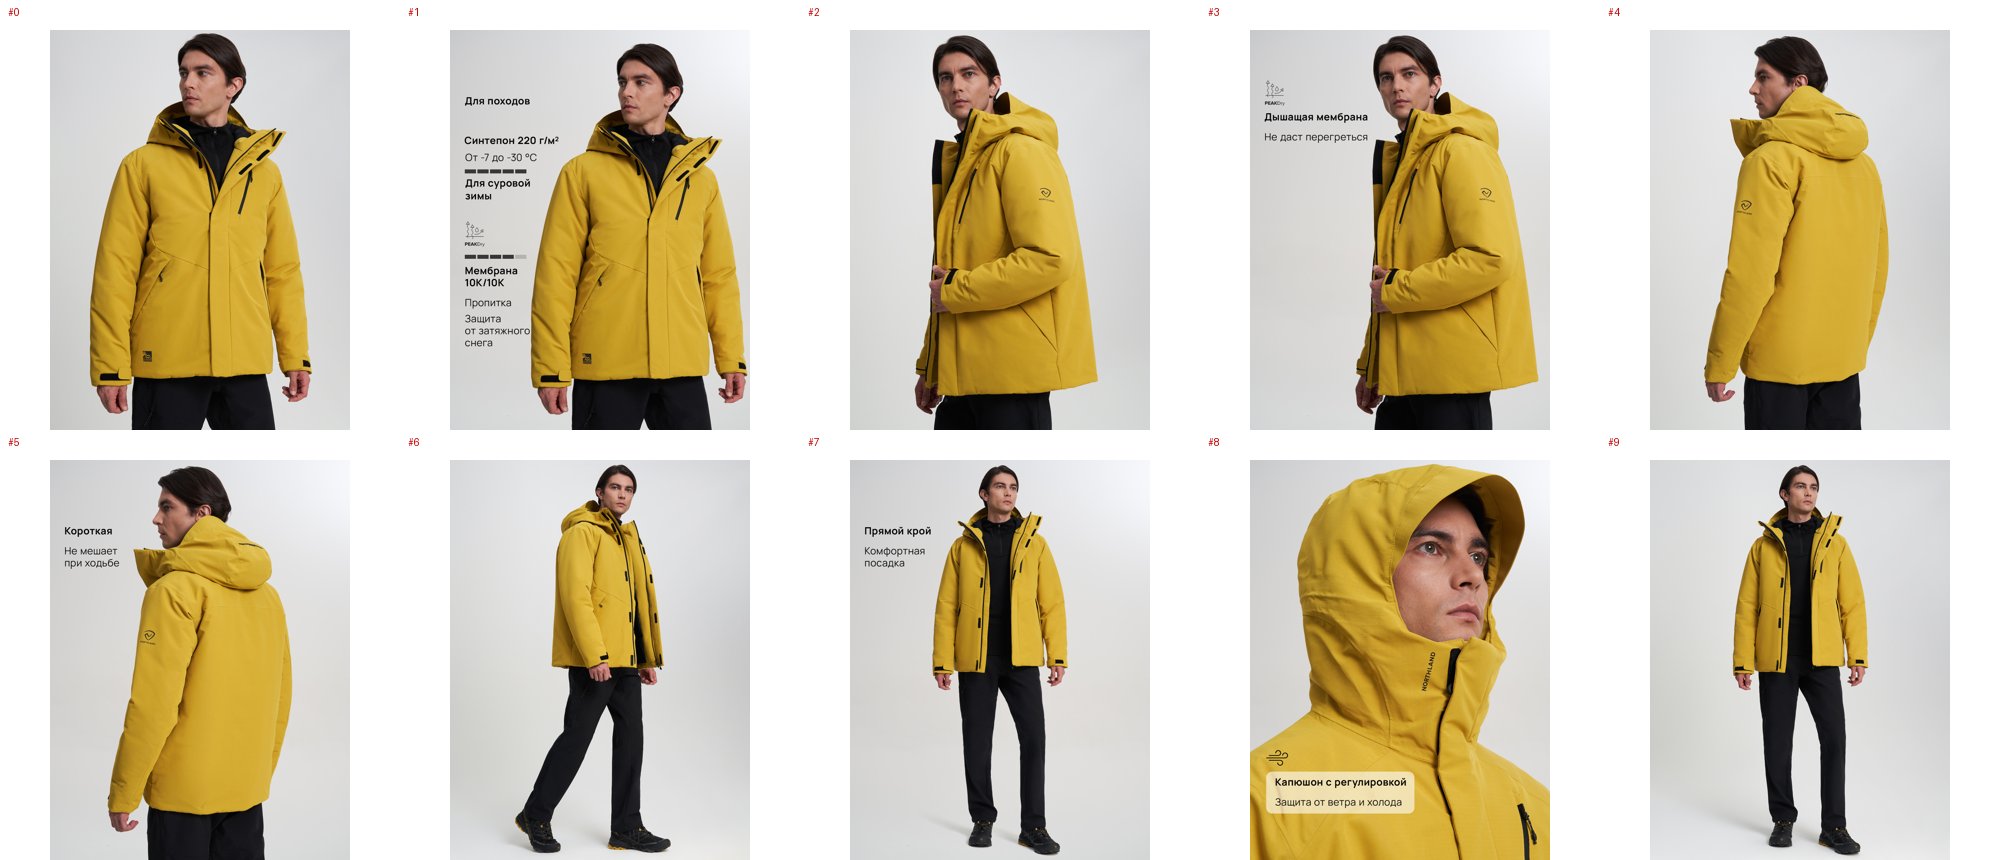 #0
#1
#2
#3
#4
Для походов
Синтепон 220 г/м²
От -7 до -30 °C
Для суровой
зимы
PEAKDry
Мембрана
10K/10K
Пропитка
Защита
от затяжного
снега
PEAKDry
Дышащая мембрана
Не даст перегреться
#5
#6
#7
#8
#9
Короткая
Не мешает
при ходьбе
Прямой крой
Комфортная
посадка
NORTHLAND
Капюшон с регулировкой
Защита от ветра и холода